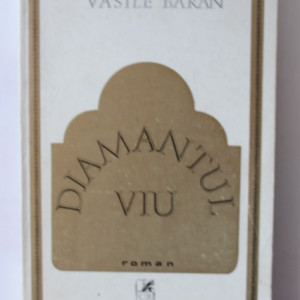 VASILE BĂRAN
DIAMANTUL
VIU
roman